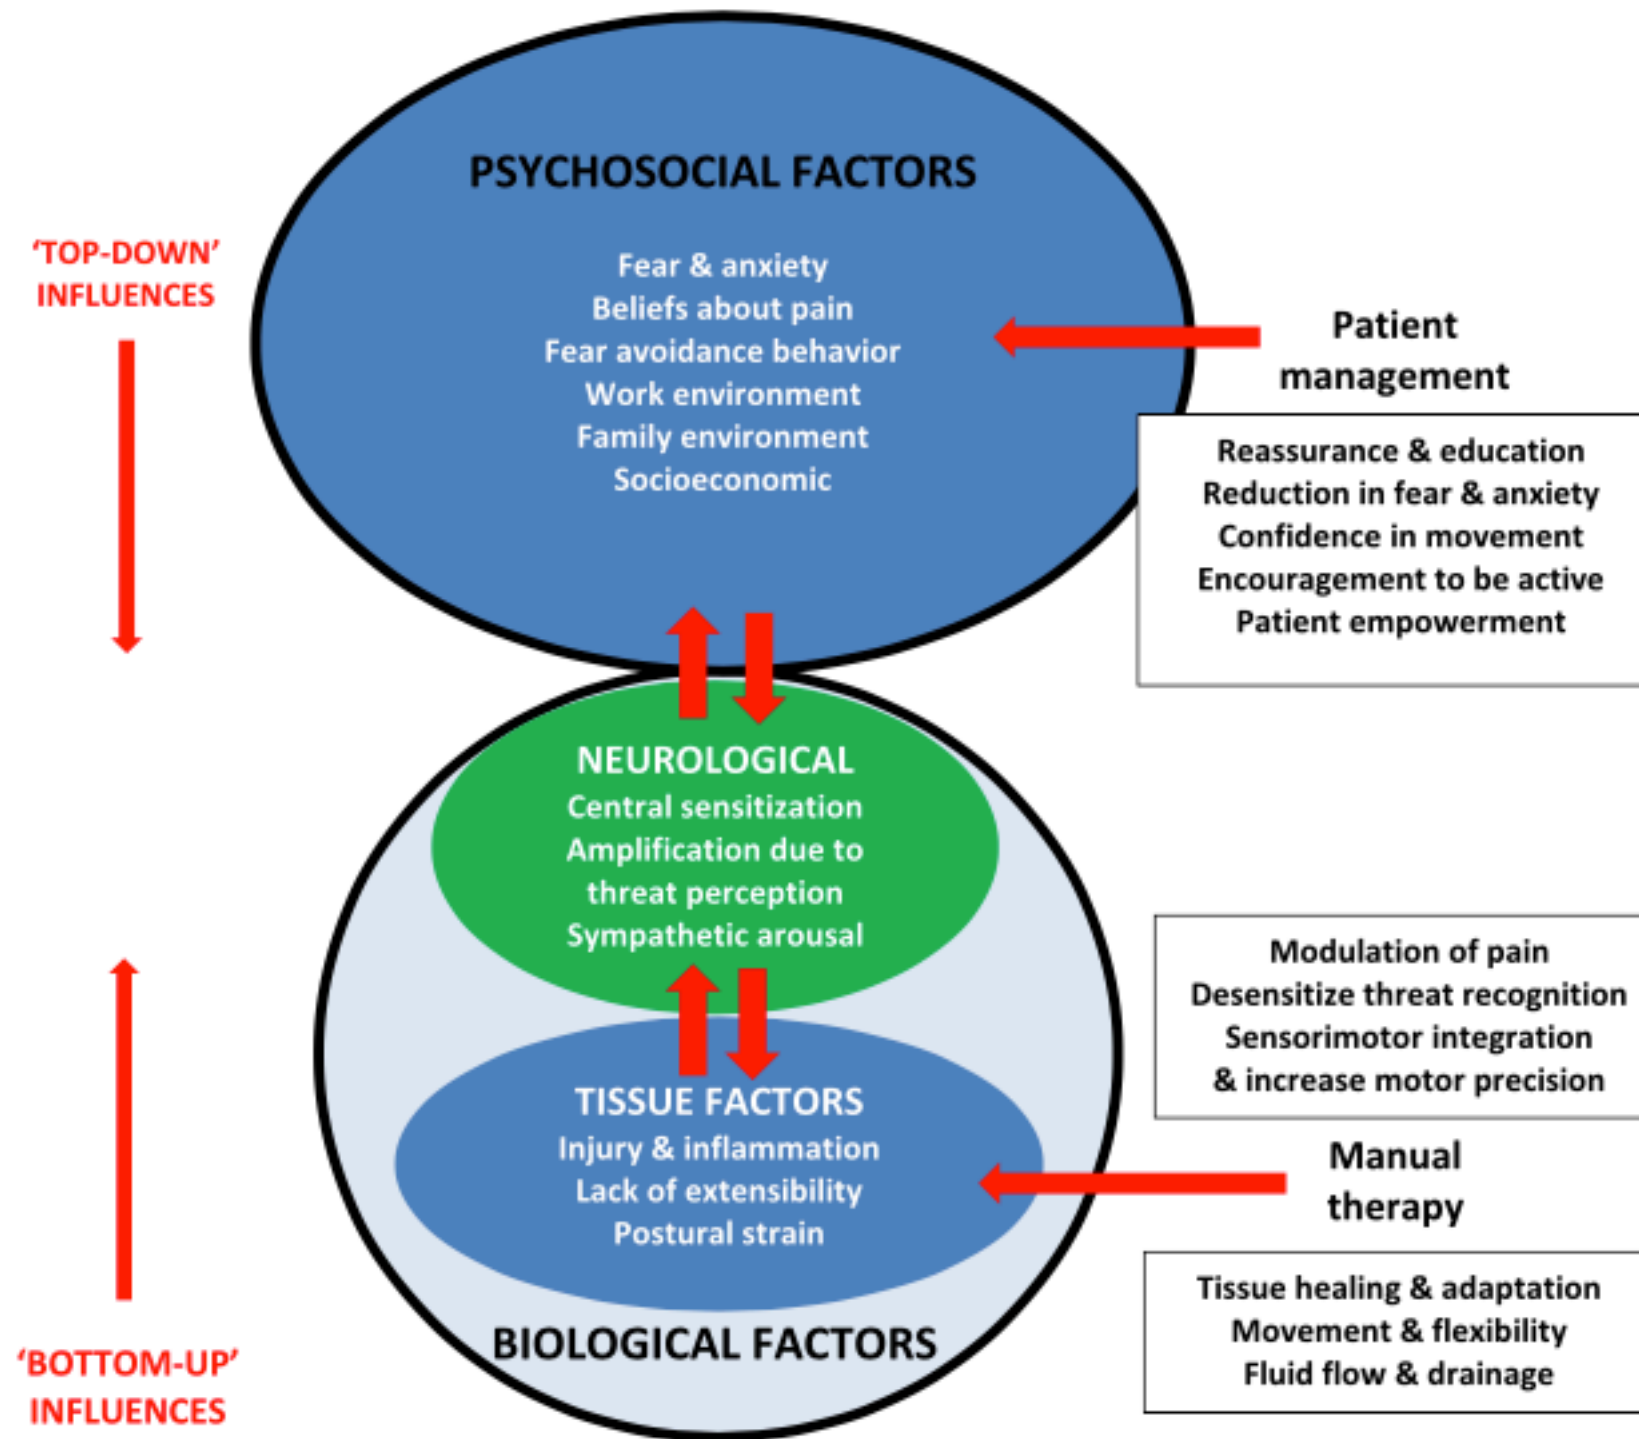 PSYCHOSOCIAL FACTORS
Fear & anxiety
Beliefs about pain
Fear avoidance behavior
Work environment
Family environment
Socioeconomic
‘TOP-DOWN’
INFLUENCES
Patient
management
Reassurance & education
Reduction in fear & anxiety
Confidence in movement
Encouragement to be active
Patient empowerment
NEUROLOGICAL
Central sensitization
Amplification due to
threat perception
Sympathetic arousal
Modulation of pain
Desensitize threat recognition
Sensorimotor integration
& increase motor precision
TISSUE FACTORS
Injury & inflammation
Lack of extensibility
Postural strain
Manual
therapy
Tissue healing & adaptation
Movement & flexibility
Fluid flow & drainage
BIOLOGICAL FACTORS
‘BOTTOM-UP’
INFLUENCES